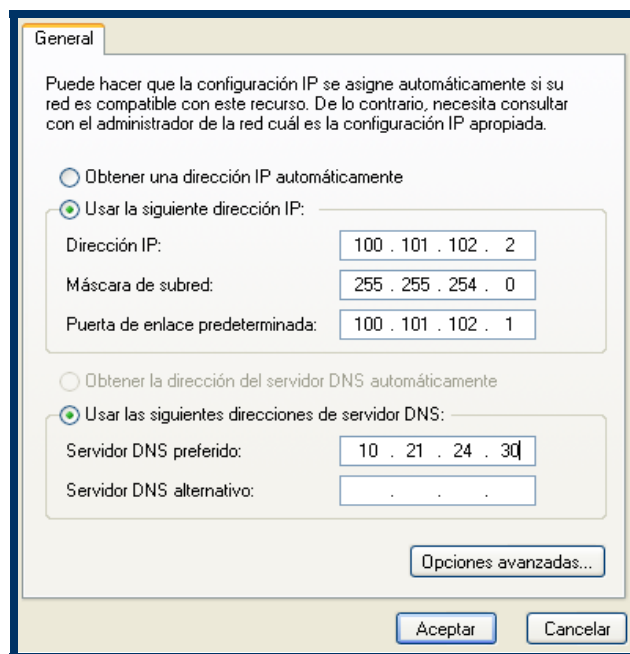 General
Puede hacer que la configuración IP se asigne automáticamente si su
red es compatible con este recurso. De lo contrario, necesita consultar
con el administrador de la red cuál es la configuración IP apropiada.
Obtener una dirección IP automáticamente
Usar la siguiente dirección IP:
Dirección IP: 100 . 101 . 102 . 2
Máscara de subred: 255 . 255 . 254 . 0
Puerta de enlace predeterminada: 100 . 101 . 102 . 1
Obtener la dirección del servidor DNS automáticamente
Usar las siguientes direcciones de servidor DNS:
Servidor DNS preferido: 10 . 21 . 24 . 30
Servidor DNS alternativo: . . .
Opciones avanzadas...
Aceptar Cancelar